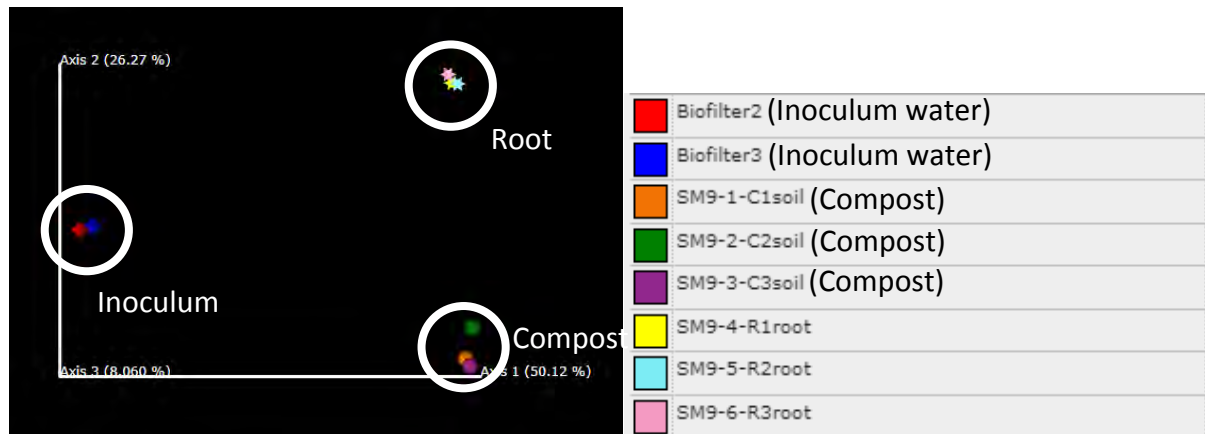 Axis 2 (26.27 %)
Root
Inoculum
Compost
Axis 3 (8.060 %)
Axis 1 (50.12 %)
Biofilter2 (Inoculum water)
Biofilter3 (Inoculum water)
SM9-1-C1soil (Compost)
SM9-2-C2soil (Compost)
SM9-3-C3soil (Compost)
SM9-4-R1root
SM9-5-R2root
SM9-6-R3root